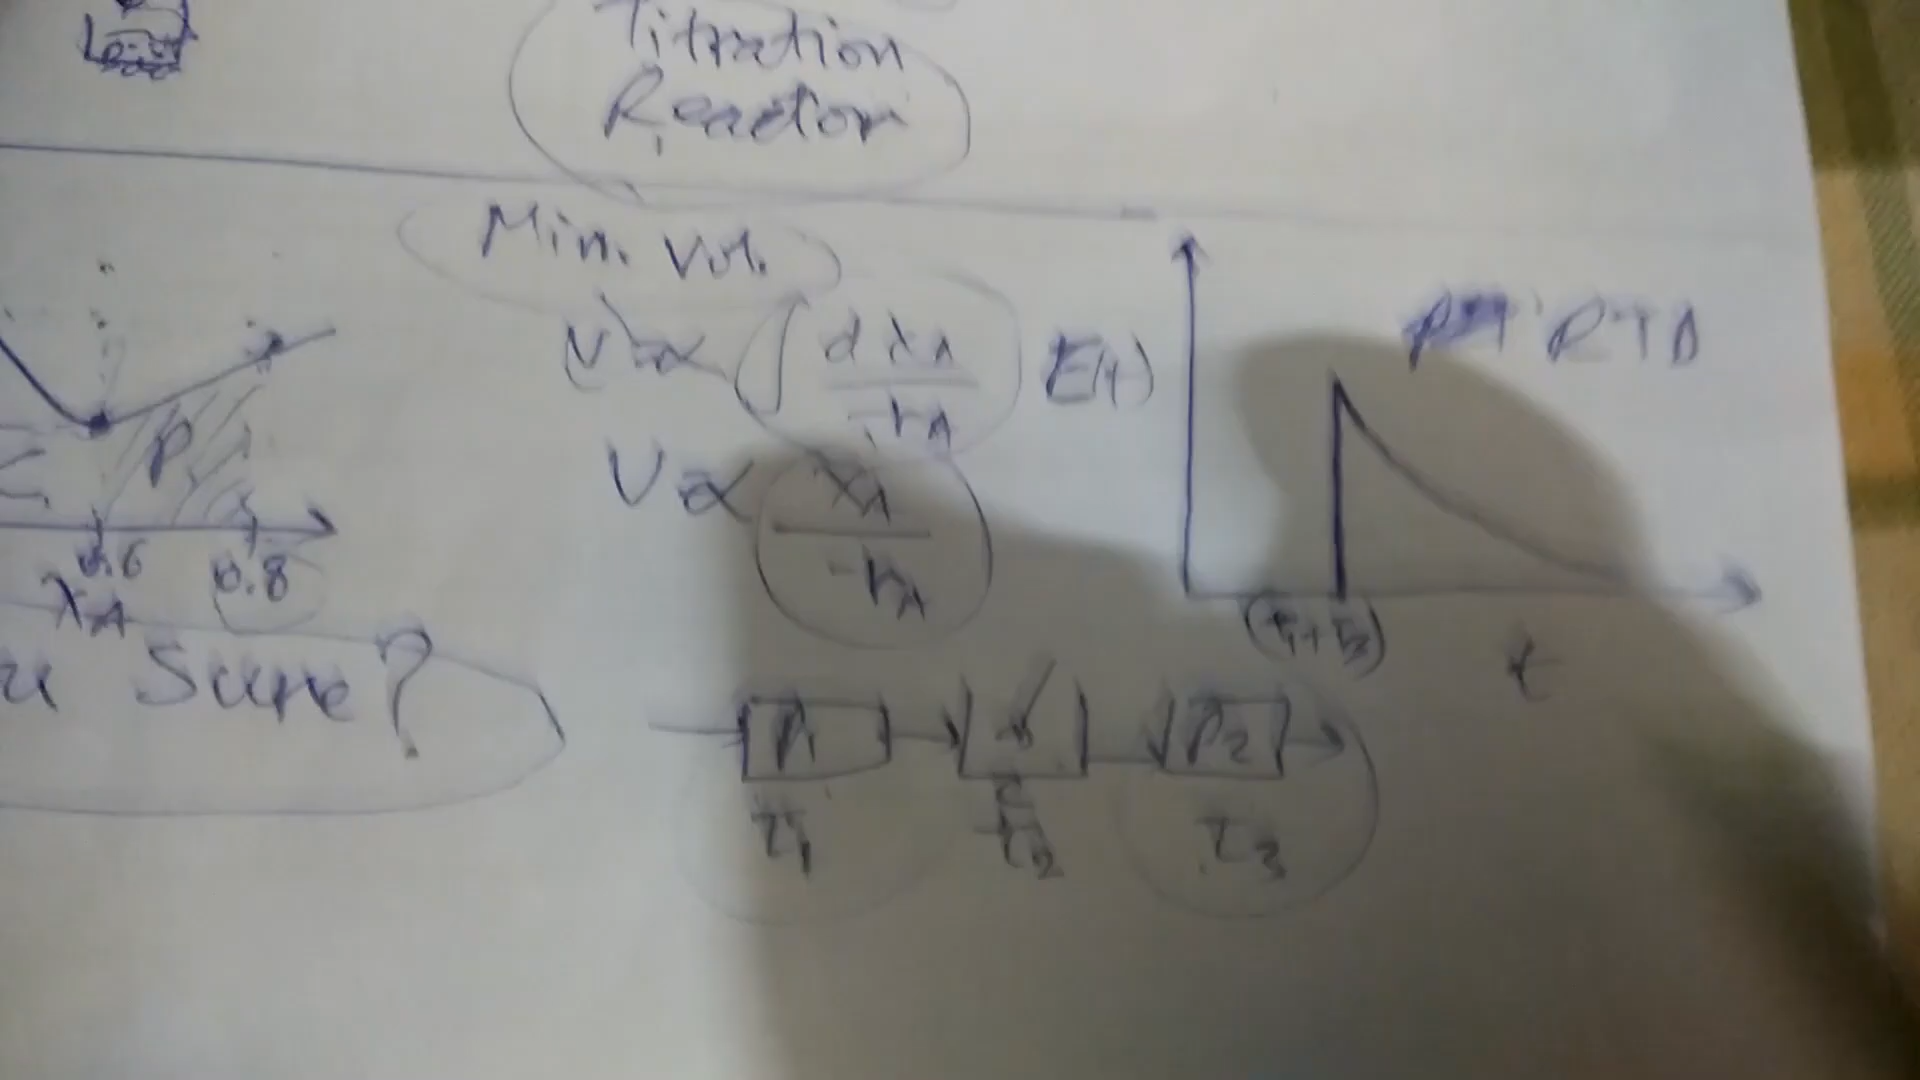 Titration
Reactor
Min. Vol.
V ∝ ∫ dXA / -rA
V ∝ XA / -rA
P
0.6
0.8
XA
Sure?
E(t)
RTD
(τ1+τ3)
t
P1
P2
τ1
τ2
τ3